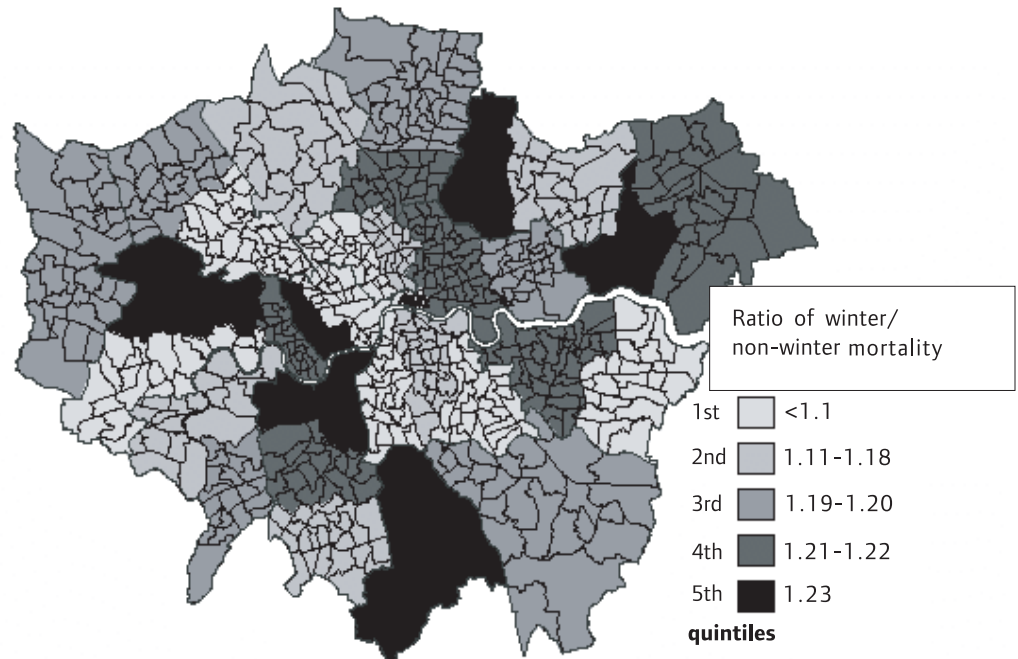 Ratio of winter/
non-winter mortality
1st <1.1
2nd 1.11-1.18
3rd 1.19-1.20
4th 1.21-1.22
5th 1.23
quintiles